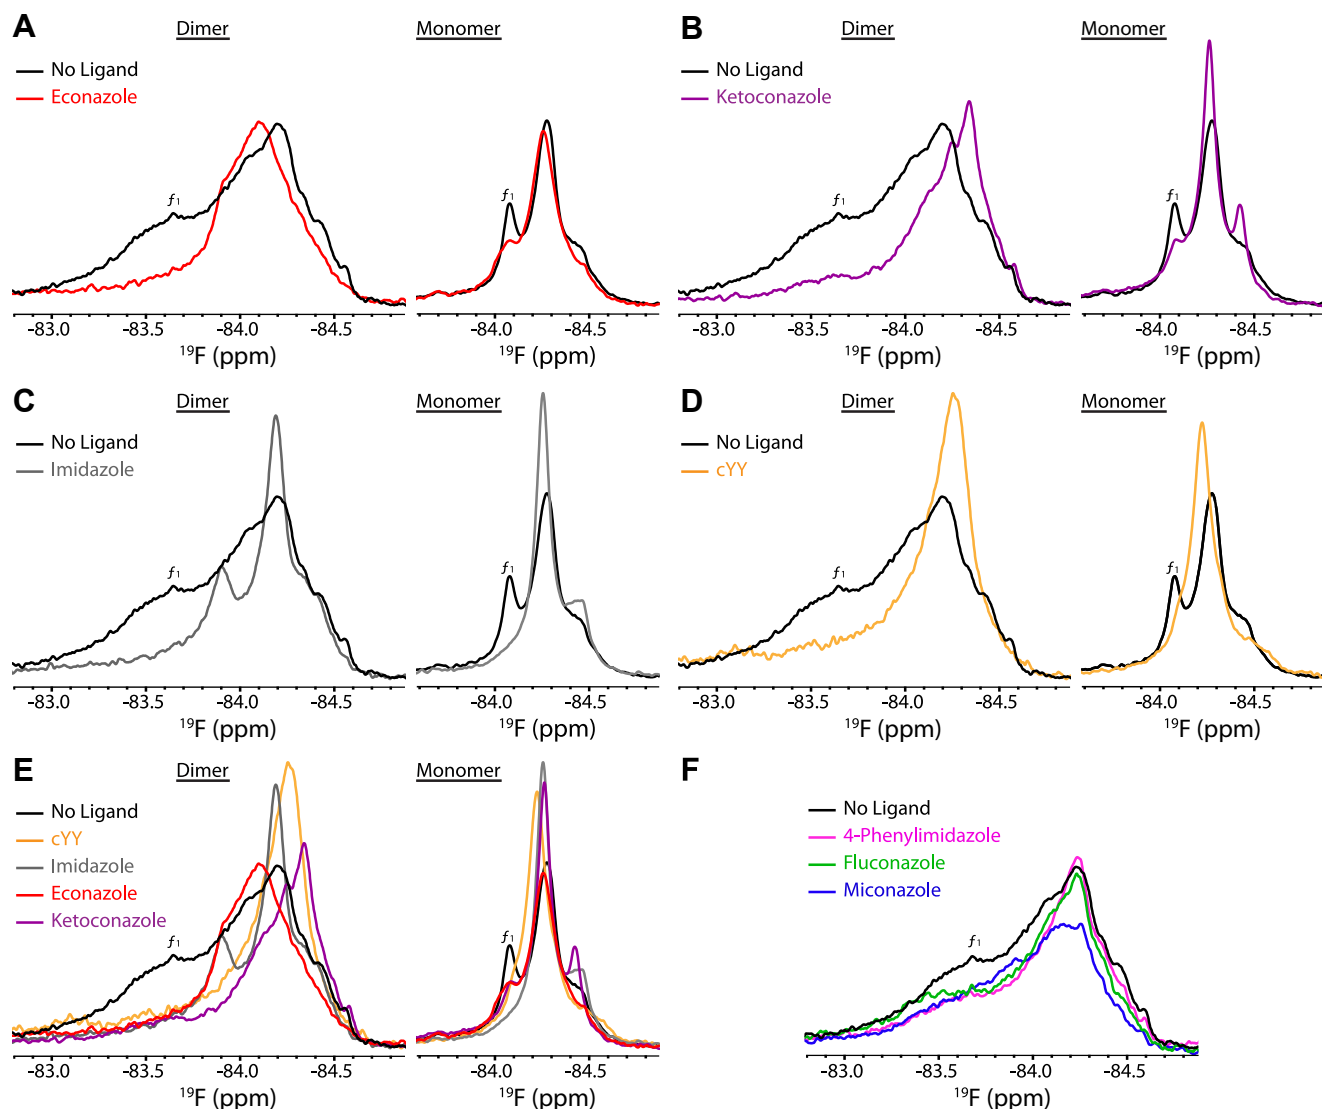 A
Dimer
Monomer
No Ligand
Econazole
f1
f1
-83.0 -83.5 -84.0 -84.5
-84.0 -84.5
19F (ppm)
19F (ppm)
B
Dimer
Monomer
No Ligand
Ketoconazole
f1
f1
-83.0 -83.5 -84.0 -84.5
-84.0 -84.5
19F (ppm)
19F (ppm)
C
Dimer
Monomer
No Ligand
Imidazole
f1
f1
-83.0 -83.5 -84.0 -84.5
-84.0 -84.5
19F (ppm)
19F (ppm)
D
Dimer
Monomer
No Ligand
cYY
f1
f1
-83.0 -83.5 -84.0 -84.5
-84.0 -84.5
19F (ppm)
19F (ppm)
E
Dimer
Monomer
No Ligand
cYY
Imidazole
Econazole
Ketoconazole
f1
f1
-83.0 -83.5 -84.0 -84.5
-84.0 -84.5
19F (ppm)
19F (ppm)
F
No Ligand
4-Phenylimidazole
Fluconazole
Miconazole
f1
-83.0 -83.5 -84.0 -84.5
19F (ppm)